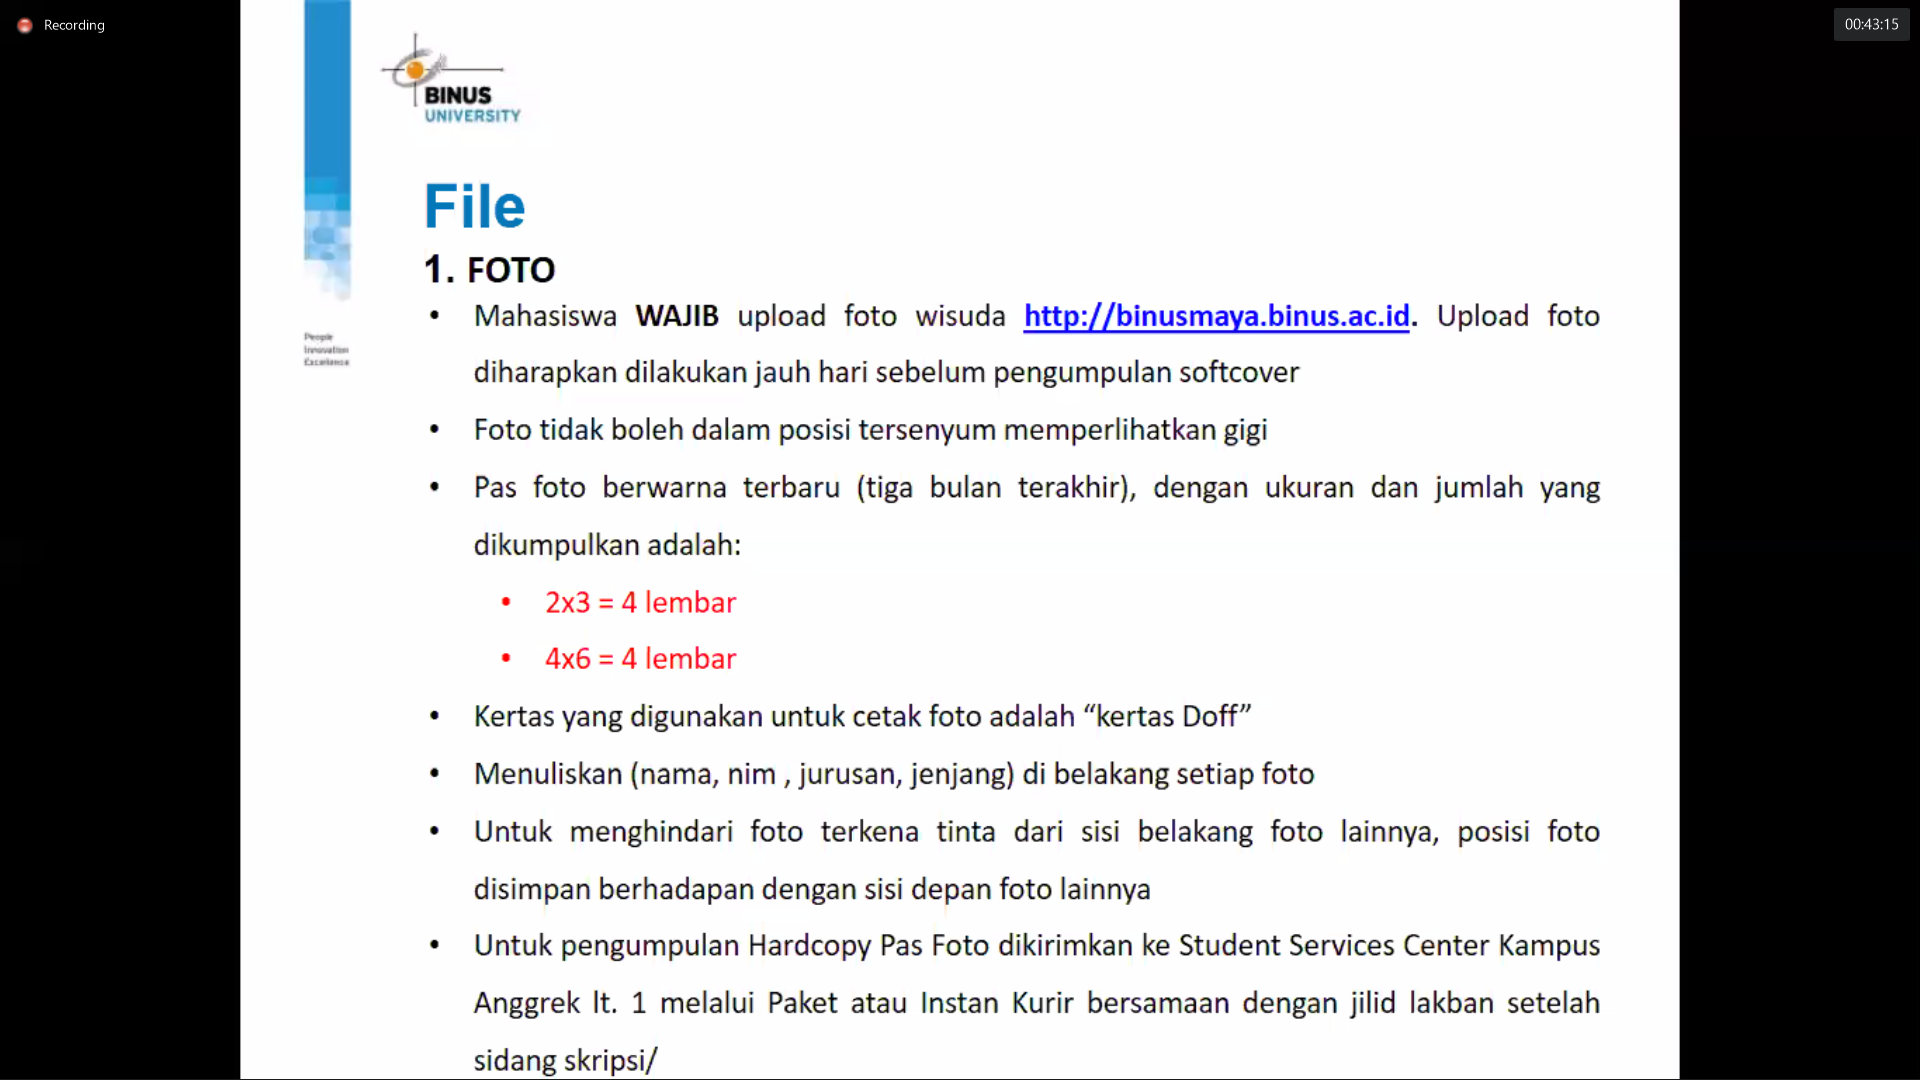 Recording
00:43:15
BINUS
UNIVERSITY
File
1. FOTO
• Mahasiswa WAJIB upload foto wisuda http://binusmaya.binus.ac.id. Upload foto
diharapkan dilakukan jauh hari sebelum pengumpulan softcover
• Foto tidak boleh dalam posisi tersenyum memperlihatkan gigi
• Pas foto berwarna terbaru (tiga bulan terakhir), dengan ukuran dan jumlah yang
dikumpulkan adalah:
• 2x3 = 4 lembar
• 4x6 = 4 lembar
• Kertas yang digunakan untuk cetak foto adalah “kertas Doff”
• Menuliskan (nama, nim , jurusan, jenjang) di belakang setiap foto
• Untuk menghindari foto terkena tinta dari sisi belakang foto lainnya, posisi foto
disimpan berhadapan dengan sisi depan foto lainnya
• Untuk pengumpulan Hardcopy Pas Foto dikirimkan ke Student Services Center Kampus
Anggrek lt. 1 melalui Paket atau Instan Kurir bersamaan dengan jilid lakban setelah
sidang skripsi/
People
Innovation
Excellence